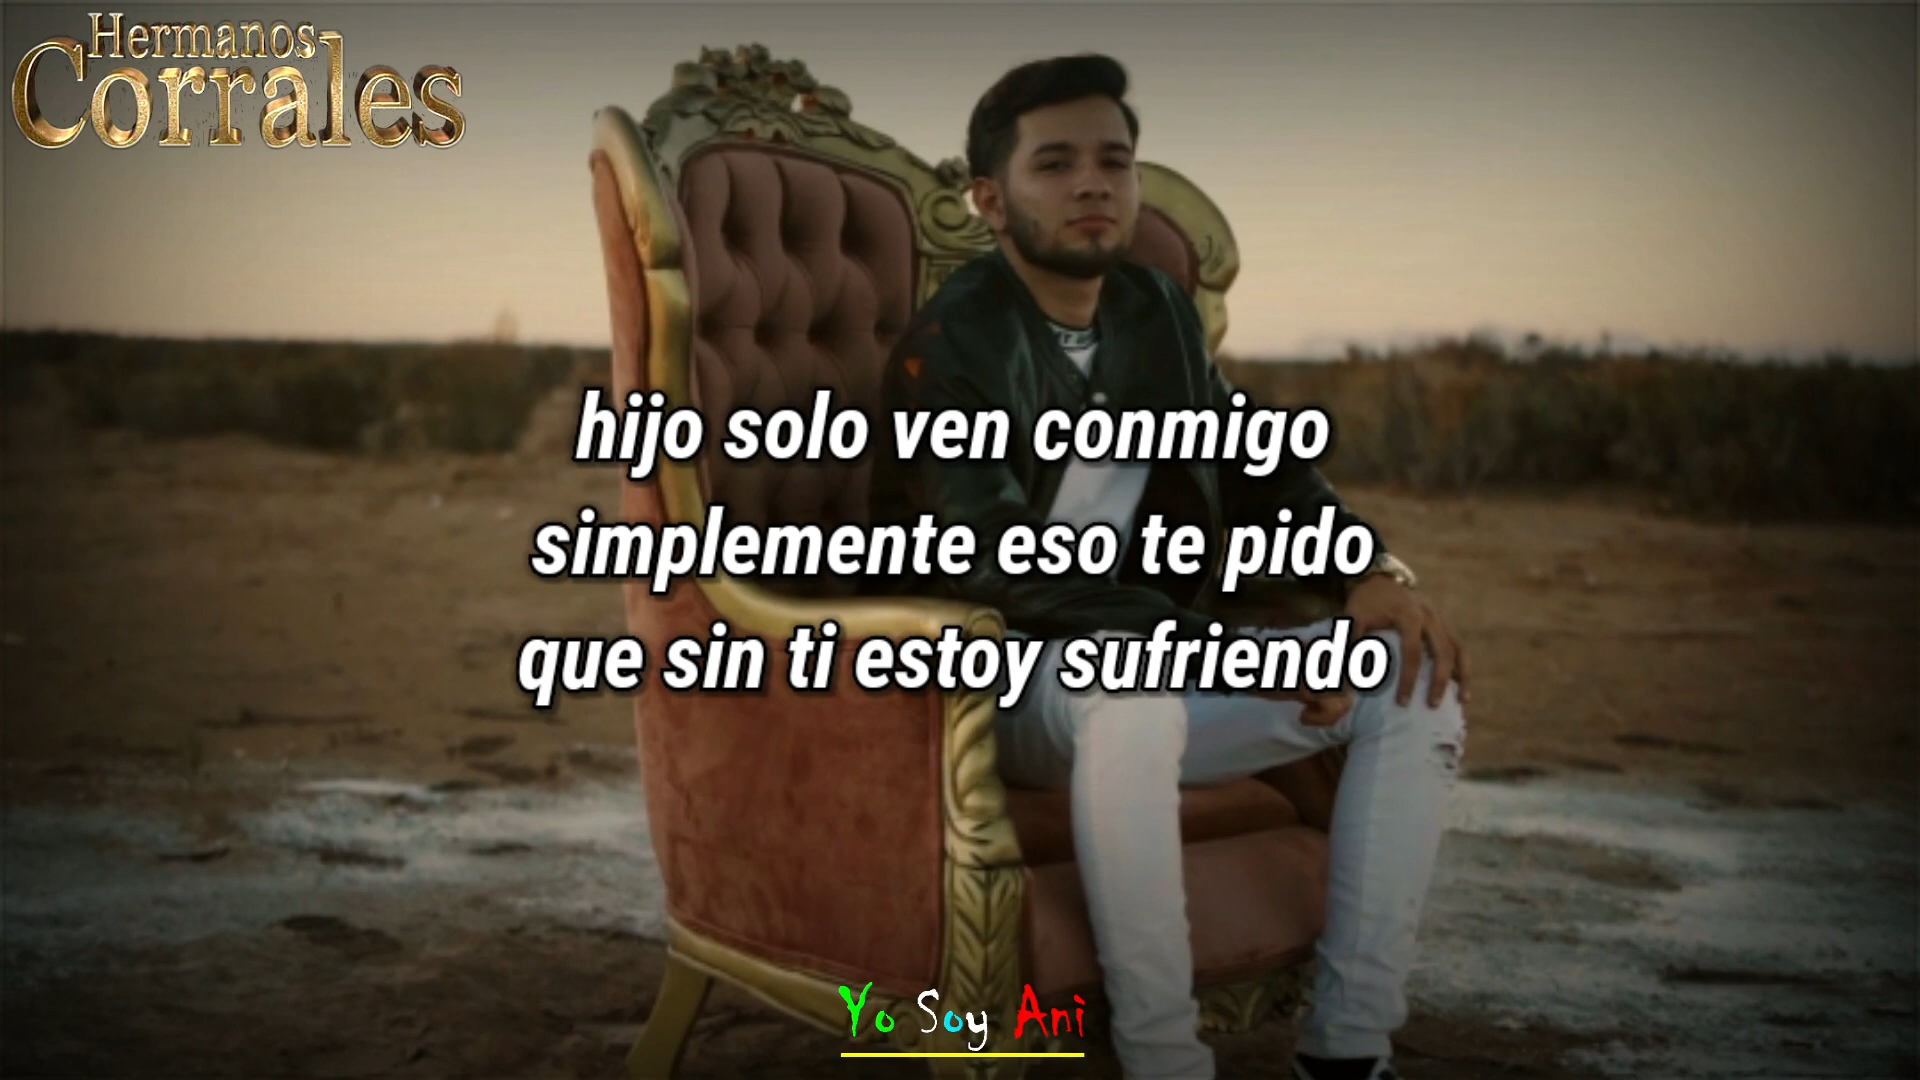 Hermanos
Corrales
hijo solo ven conmigo
simplemente eso te pido
que sin ti estoy sufriendo
Yo Soy Ani